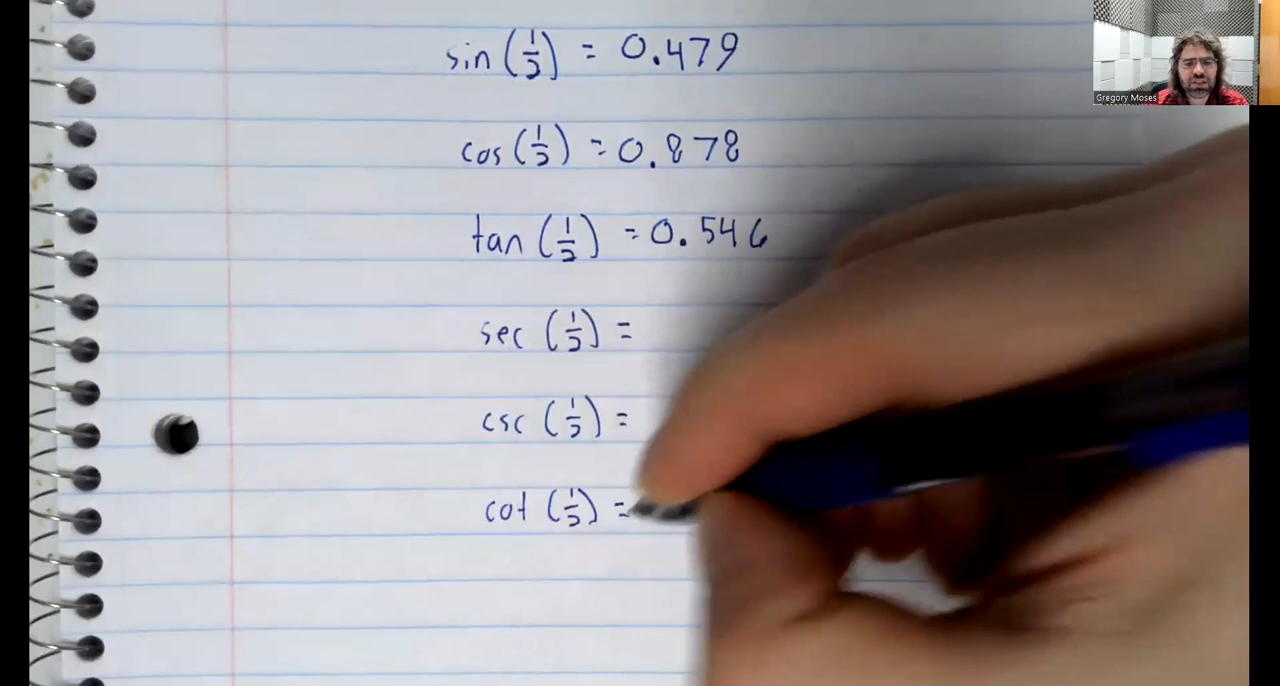 sin(1/2) = 0.479
Gregory Moses
cos(1/2) = 0.878
tan(1/2) = 0.546
sec(1/2) =
csc(1/2) =
cot(1/2) =